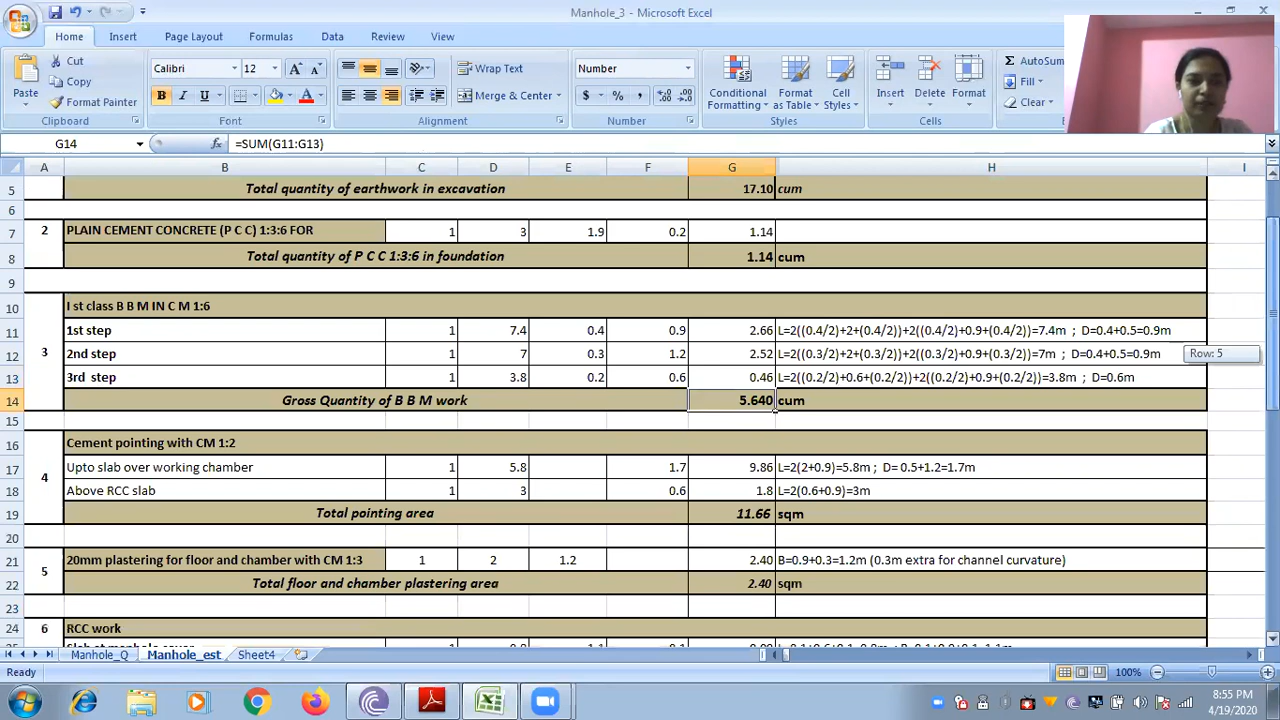 Manhole_3 - Microsoft Excel
Home Insert Page Layout Formulas Data Review View
Cut
Copy
Format Painter
Paste
Clipboard
Calibri 12
B I U
Font
Wrap Text
Merge & Center
Alignment
Number
$ % ,
Number
Conditional Formatting
Format as Table
Cell Styles
Styles
Insert Delete Format
Cells
AutoSum
Fill
Clear
G14 fx =SUM(G11:G13)
A B C D E F G H I
5 Total quantity of earthwork in excavation 17.10 cum
6
7 2 PLAIN CEMENT CONCRETE (P C C) 1:3:6 FOR 1 3 1.9 0.2 1.14
8 Total quantity of P C C 1:3:6 in foundation 1.14 cum
9
10 I st class B B M IN C M 1:6
11 1st step 1 7.4 0.4 0.9 2.66 L=2((0.4/2)+2+(0.4/2))+2((0.4/2)+0.9+(0.4/2))=7.4m ; D=0.4+0.5=0.9m
12 3 2nd step 1 7 0.3 1.2 2.52 L=2((0.3/2)+2+(0.3/2))+2((0.3/2)+0.9+(0.3/2))=7m ; D=0.4+0.5=0.9m
Row: 5
13 3rd step 1 3.8 0.2 0.6 0.46 L=2((0.2/2)+0.6+(0.2/2))+2((0.2/2)+0.9+(0.2/2))=3.8m ; D=0.6m
14 Gross Quantity of B B M work 5.640 cum
15
16 Cement pointing with CM 1:2
17 4 Upto slab over working chamber 1 5.8 1.7 9.86 L=2(2+0.9)=5.8m ; D= 0.5+1.2=1.7m
18 Above RCC slab 1 3 0.6 1.8 L=2(0.6+0.9)=3m
19 Total pointing area 11.66 sqm
20
21 5 20mm plastering for floor and chamber with CM 1:3 1 2 1.2 2.40 B=0.9+0.3=1.2m (0.3m extra for channel curvature)
22 Total floor and chamber plastering area 2.40 sqm
23
24 6 RCC work
Manhole_Q Manhole_est Sheet4
Ready 100%
8:55 PM
4/19/2020